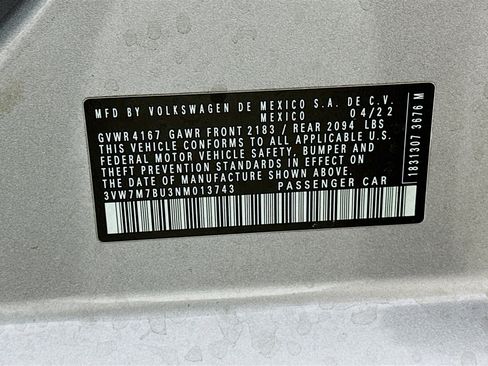 MFD BY VOLKSWAGEN DE MEXICO S.A. DE C.V.
MEXICO 04/22
GVWR 4167 GAWR FRONT 2183 / REAR 2094 LBS
THIS VEHICLE CONFORMS TO ALL APPLICABLE U.S.
FEDERAL MOTOR VEHICLE SAFETY, BUMPER AND
THEFT PREVENTION STANDARDS IN EFFECT
ON THE DATE OF MANUFACTURE SHOWN ABOVE.
3VW7M7BU3NM013743 PASSENGER CAR
1831307 3676 M